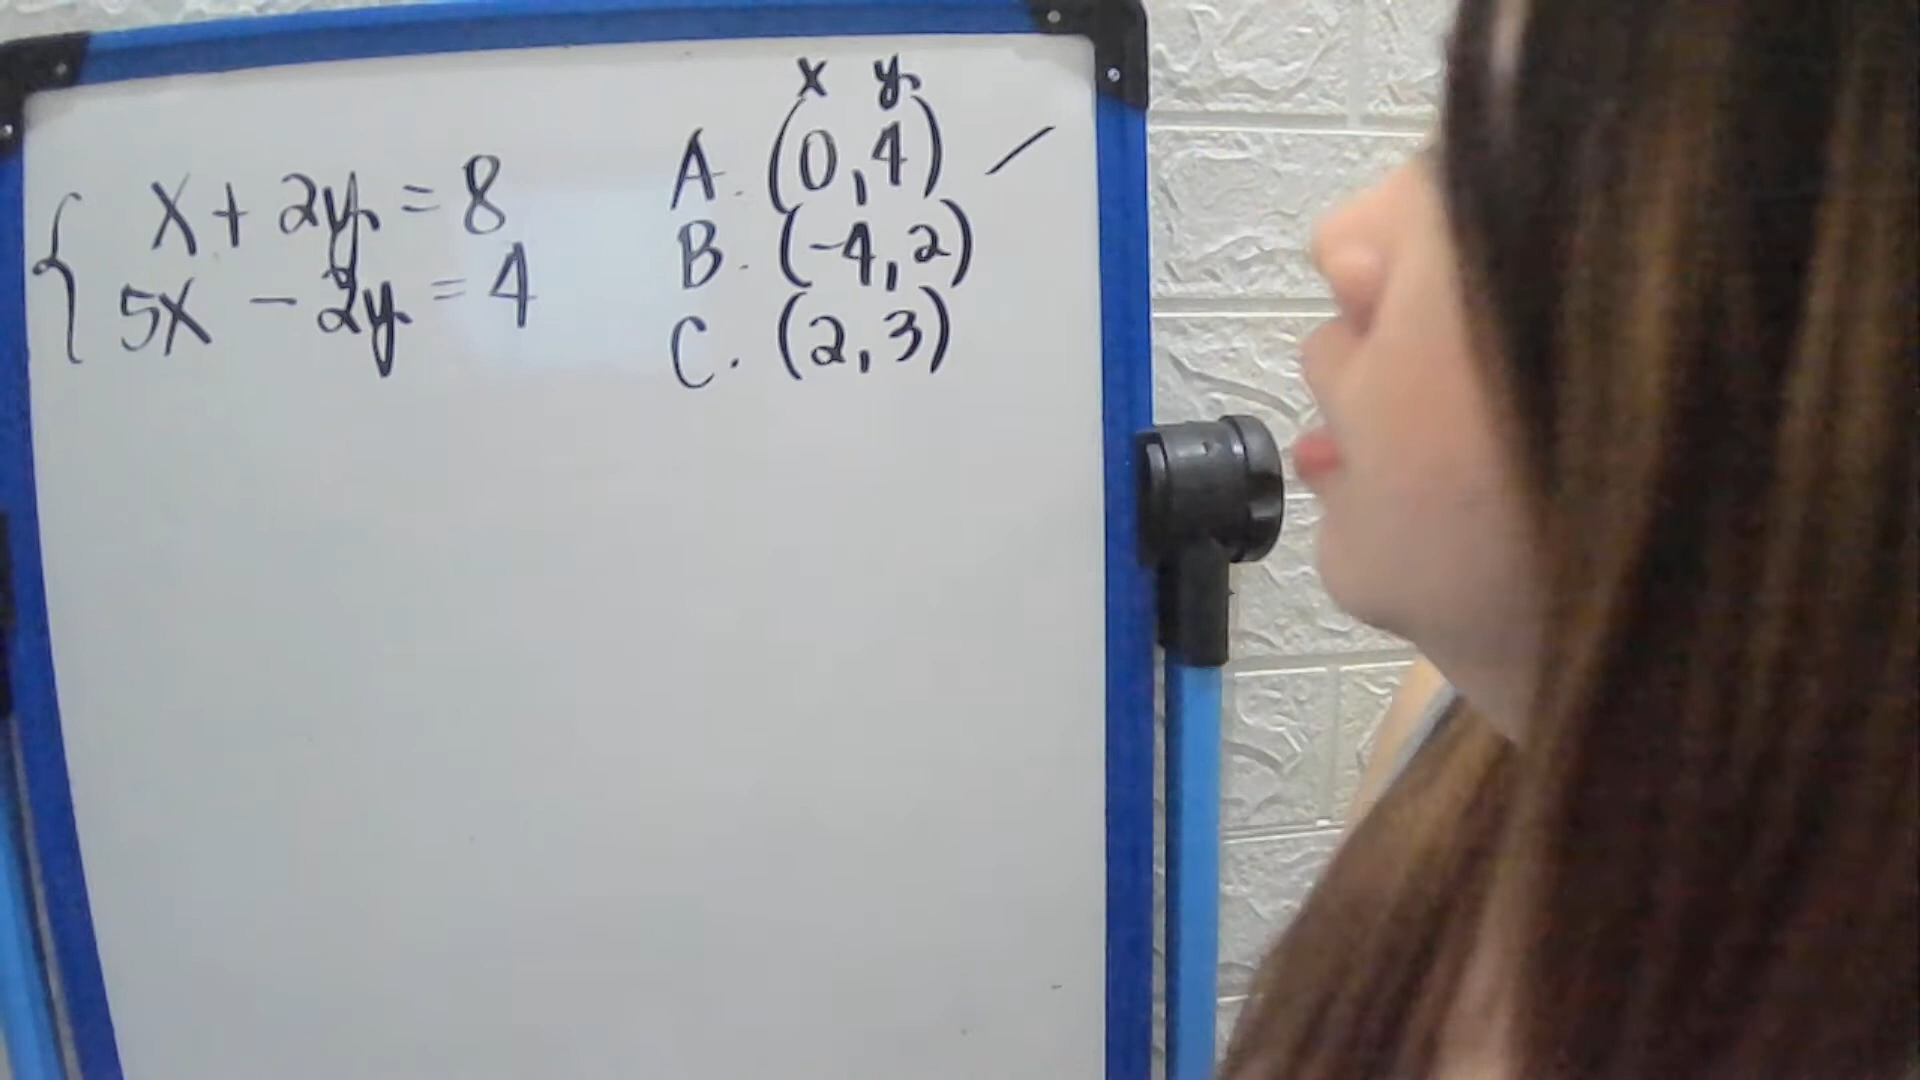 x y
{ x + 2y = 8
5x - 2y = 4
A. (0,4) /
B. (-4,2)
C. (2,3)